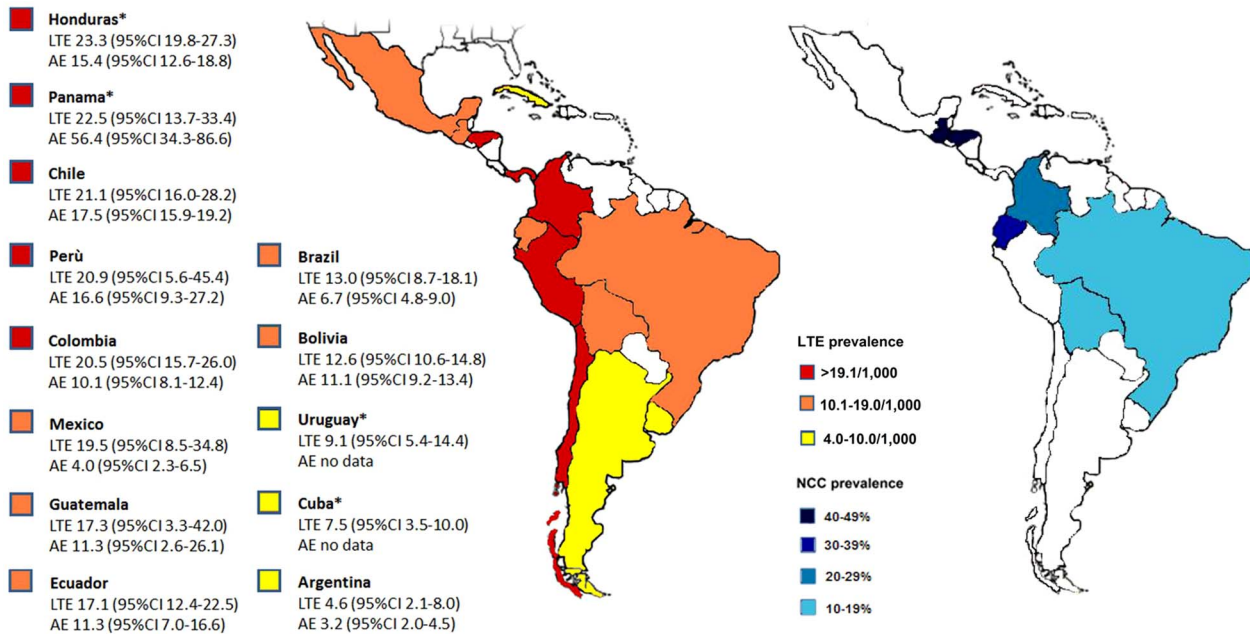 Honduras*
LTE 23.3 (95%CI 19.8-27.3)
AE 15.4 (95%CI 12.6-18.8)
Panama*
LTE 22.5 (95%CI 13.7-33.4)
AE 56.4 (95%CI 34.3-86.6)
Chile
LTE 21.1 (95%CI 16.0-28.2)
AE 17.5 (95%CI 15.9-19.2)
Perù
LTE 20.9 (95%CI 5.6-45.4)
AE 16.6 (95%CI 9.3-27.2)
Colombia
LTE 20.5 (95%CI 15.7-26.0)
AE 10.1 (95%CI 8.1-12.4)
Mexico
LTE 19.5 (95%CI 8.5-34.8)
AE 4.0 (95%CI 2.3-6.5)
Guatemala
LTE 17.3 (95%CI 3.3-42.0)
AE 11.3 (95%CI 2.6-26.1)
Ecuador
LTE 17.1 (95%CI 12.4-22.5)
AE 11.3 (95%CI 7.0-16.6)
Brazil
LTE 13.0 (95%CI 8.7-18.1)
AE 6.7 (95%CI 4.8-9.0)
Bolivia
LTE 12.6 (95%CI 10.6-14.8)
AE 11.1 (95%CI 9.2-13.4)
Uruguay*
LTE 9.1 (95%CI 5.4-14.4)
AE no data
Cuba*
LTE 7.5 (95%CI 3.5-10.0)
AE no data
Argentina
LTE 4.6 (95%CI 2.1-8.0)
AE 3.2 (95%CI 2.0-4.5)
LTE prevalence
>19.1/1,000
10.1-19.0/1,000
4.0-10.0/1,000
NCC prevalence
40-49%
30-39%
20-29%
10-19%